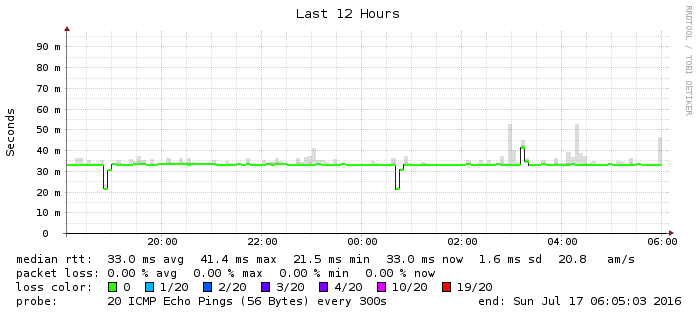 Last 12 Hours
RRDTOOL / TOBI OETIKER
Seconds
90 m
80 m
70 m
60 m
50 m
40 m
30 m
20 m
10 m
0
20:00 22:00 00:00 02:00 04:00 06:00
median rtt: 33.0 ms avg 41.4 ms max 21.5 ms min 33.0 ms now 1.6 ms sd 20.8 am/s
packet loss: 0.00 % avg 0.00 % max 0.00 % min 0.00 % now
loss color: 0 1/20 2/20 3/20 4/20 10/20 19/20
probe: 20 ICMP Echo Pings (56 Bytes) every 300s end: Sun Jul 17 06:05:03 2016